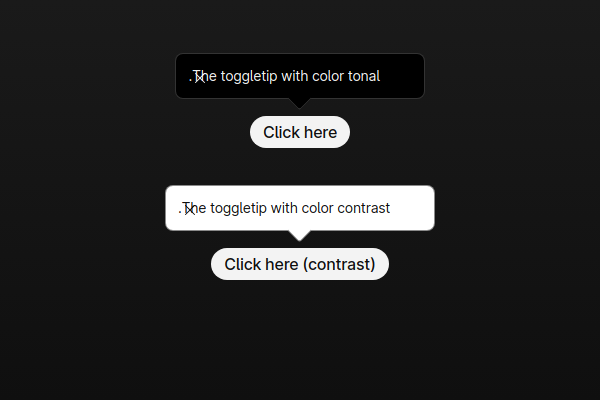 .The toggletip with color tonal
Click here
.The toggletip with color contrast
Click here (contrast)